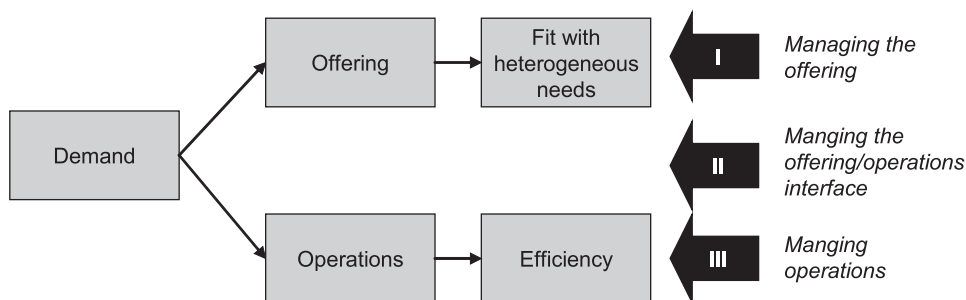 Demand
Offering
Fit with
heterogeneous
needs
I
Managing the
offering
II
Manging the
offering/operations
interface
Operations
Efficiency
III
Manging
operations